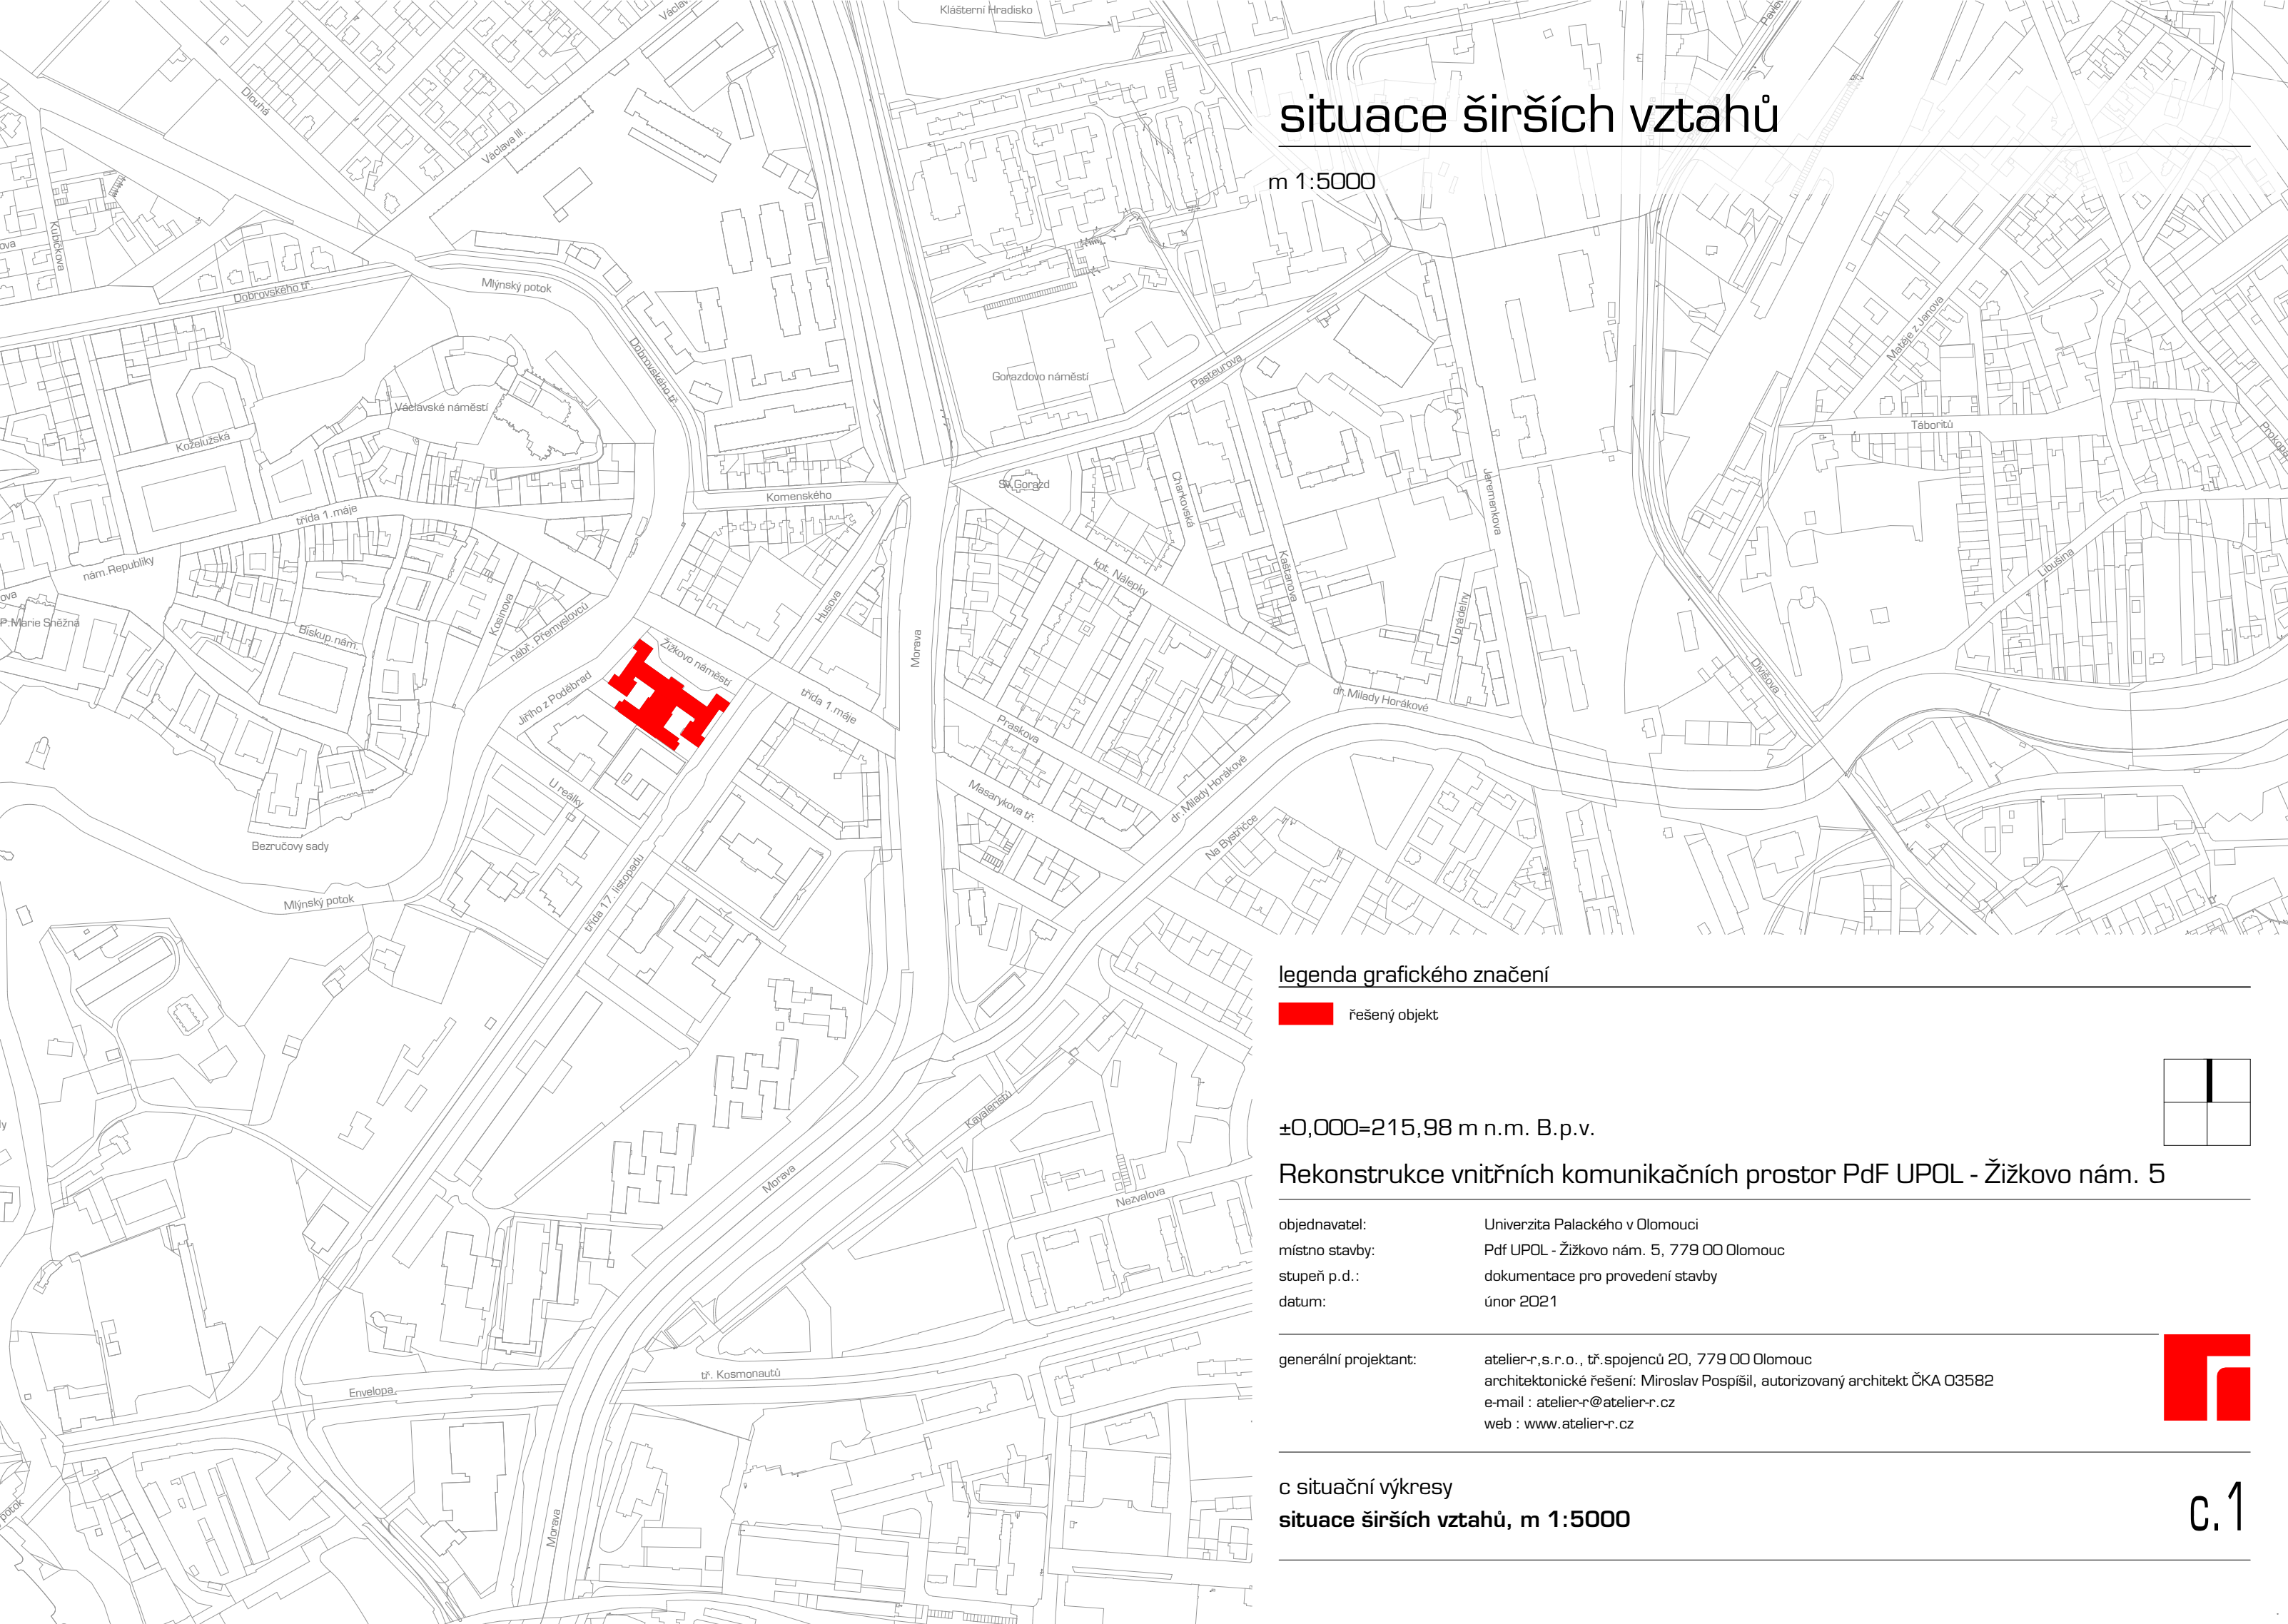 Klášterní Hradisko
situace širších vztahů
m 1:5000
Dlouhá
Václava III.
Kubíčkova
Dobrovského tř.
Mlýnský potok
Dobrovského tř.
Václavské náměstí
Koželužská
třída 1.máje
nám.Republiky
P.Marie Sněžná
Biskup.nám.
Kosinova
nábř. Přemyslovců
Komenského
Husova
Žižkovo náměstí
třída 1.máje
Jiřího z Poděbrad
U reálky
třída 17. listopadu
Bezručovy sady
Mlýnský potok
Morava
Gorazdovo náměstí
Pasteurova
Sv.Gorazd
Charkovská
kpt. Nálepky
Kaštanova
Jeremenkova
U prádelny
dr.Milady Horákové
Praskova
Masarykova tř.
dr.Milady Horákové
Na Bystřičce
Matěje z Janova
Táboritů
Libušina
Divišova
Kavaleristů
Morava
Nezvalova
tř. Kosmonautů
Envelopa
Morava
potok
legenda grafického značení
řešený objekt
±0,000=215,98 m n.m. B.p.v.
Rekonstrukce vnitřních komunikačních prostor PdF UPOL - Žižkovo nám. 5
objednavatel: Univerzita Palackého v Olomouci
místno stavby: Pdf UPOL - Žižkovo nám. 5, 779 00 Olomouc
stupeň p.d.: dokumentace pro provedení stavby
datum: únor 2021
generální projektant: atelier-r,s.r.o., tř.spojenců 20, 779 00 Olomouc
architektonické řešení: Miroslav Pospíšil, autorizovaný architekt ČKA 03582
e-mail : atelier-r@atelier-r.cz
web : www.atelier-r.cz
c situační výkresy
situace širších vztahů, m 1:5000
c.1